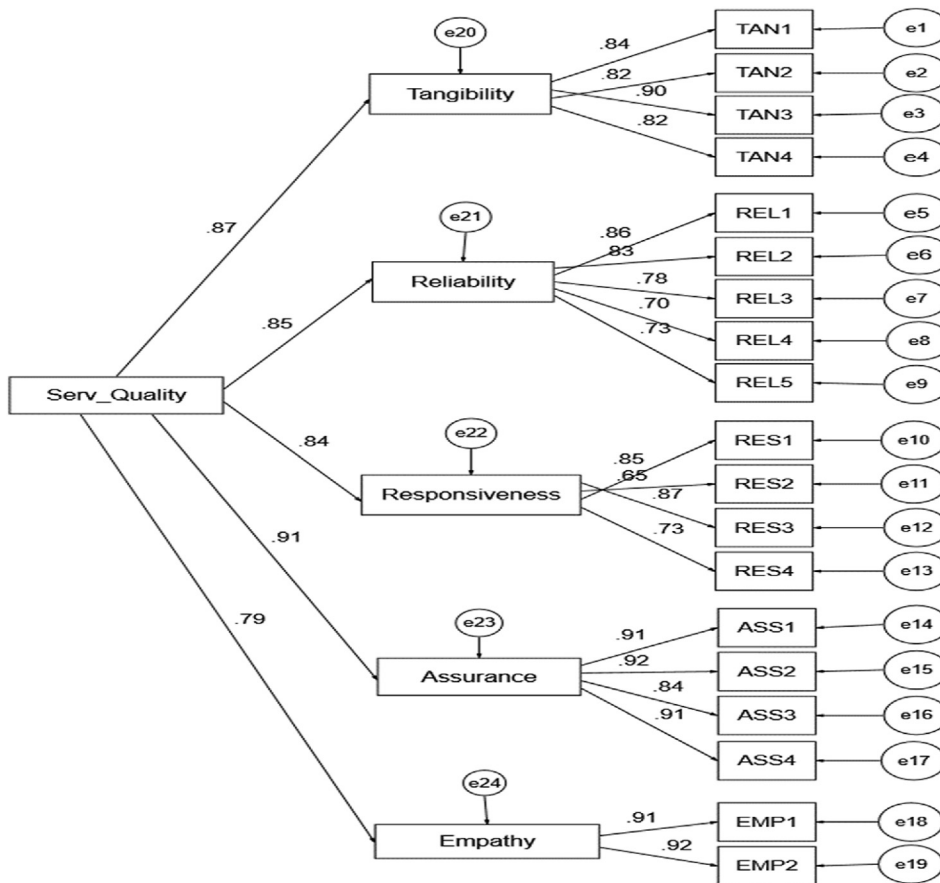 e20
Tangibility
.84
.82
.90
.82
TAN1
e1
TAN2
e2
TAN3
e3
TAN4
e4
.87
e21
Reliability
.86
.83
.78
.70
.73
REL1
e5
REL2
e6
REL3
e7
REL4
e8
REL5
e9
.85
Serv_Quality
.84
e22
Responsiveness
.85
.65
.87
.73
RES1
e10
RES2
e11
RES3
e12
RES4
e13
.91
e23
Assurance
.91
.92
.84
.91
ASS1
e14
ASS2
e15
ASS3
e16
ASS4
e17
.79
e24
Empathy
.91
.92
EMP1
e18
EMP2
e19